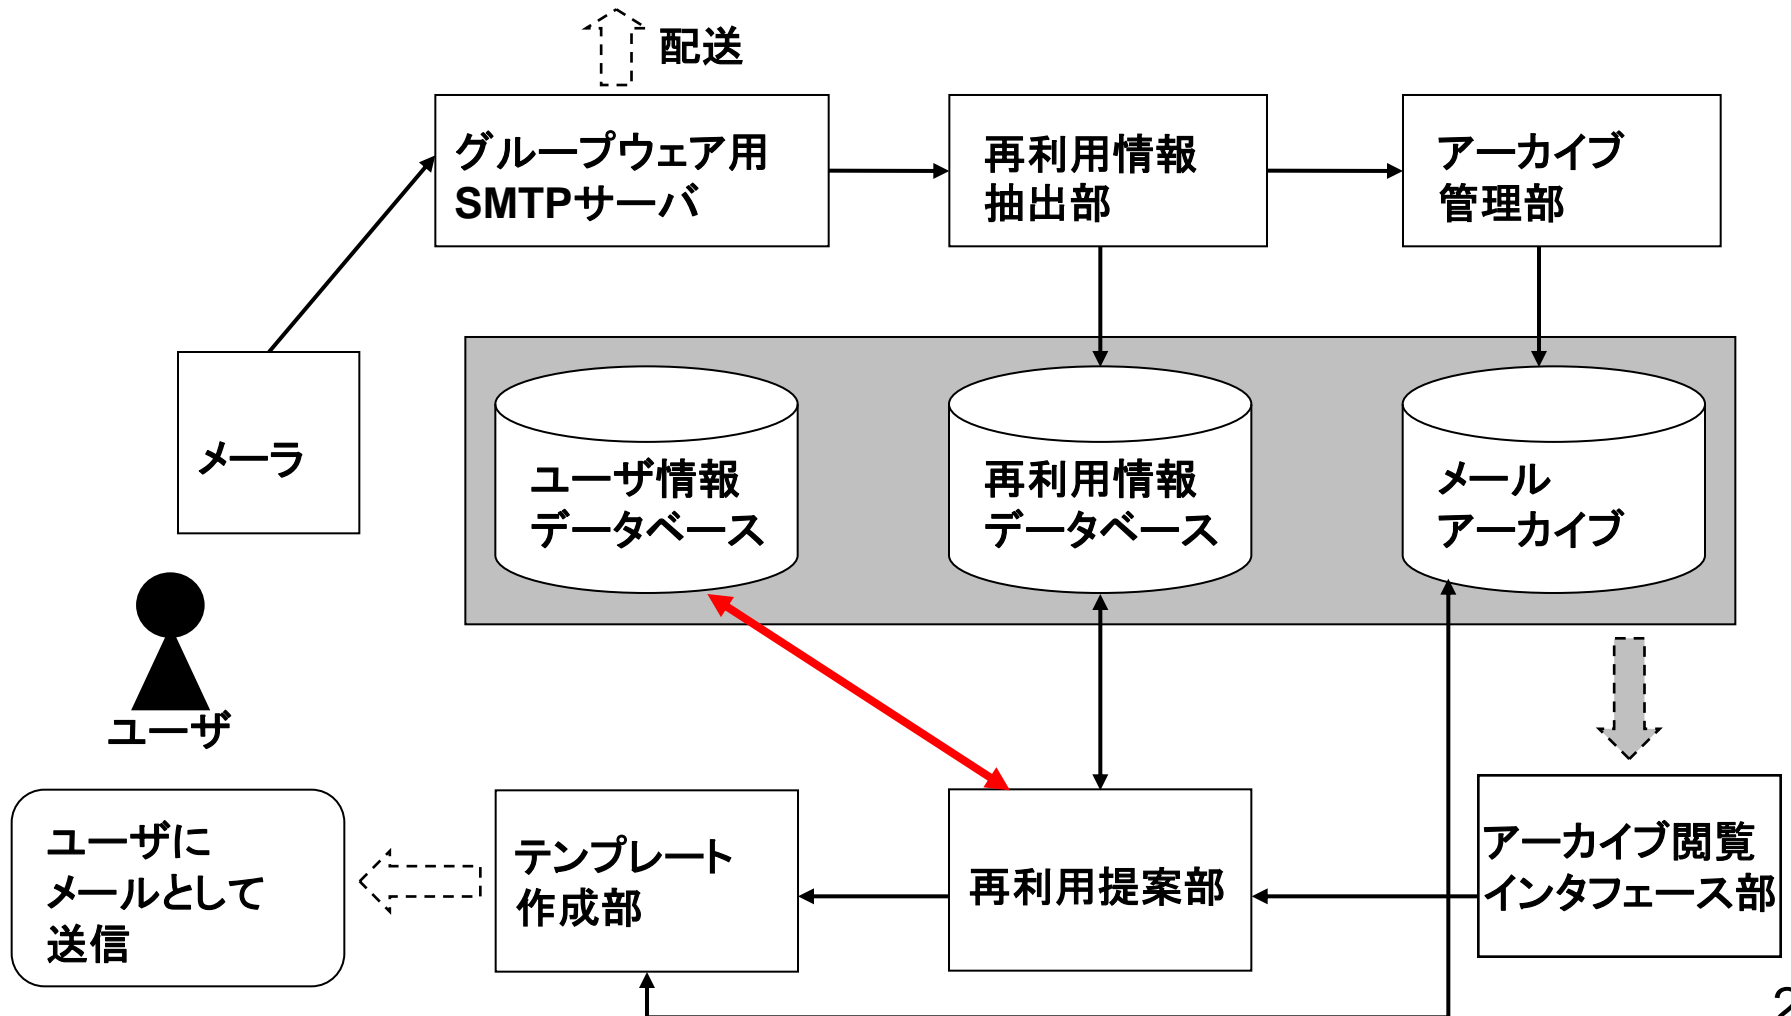 配送
グループウェア用
SMTPサーバ
再利用情報
抽出部
アーカイブ
管理部
メーラ
ユーザ情報
データベース
再利用情報
データベース
メール
アーカイブ
ユーザ
ユーザに
メールとして
送信
テンプレート
作成部
再利用提案部
アーカイブ閲覧
インタフェース部
2